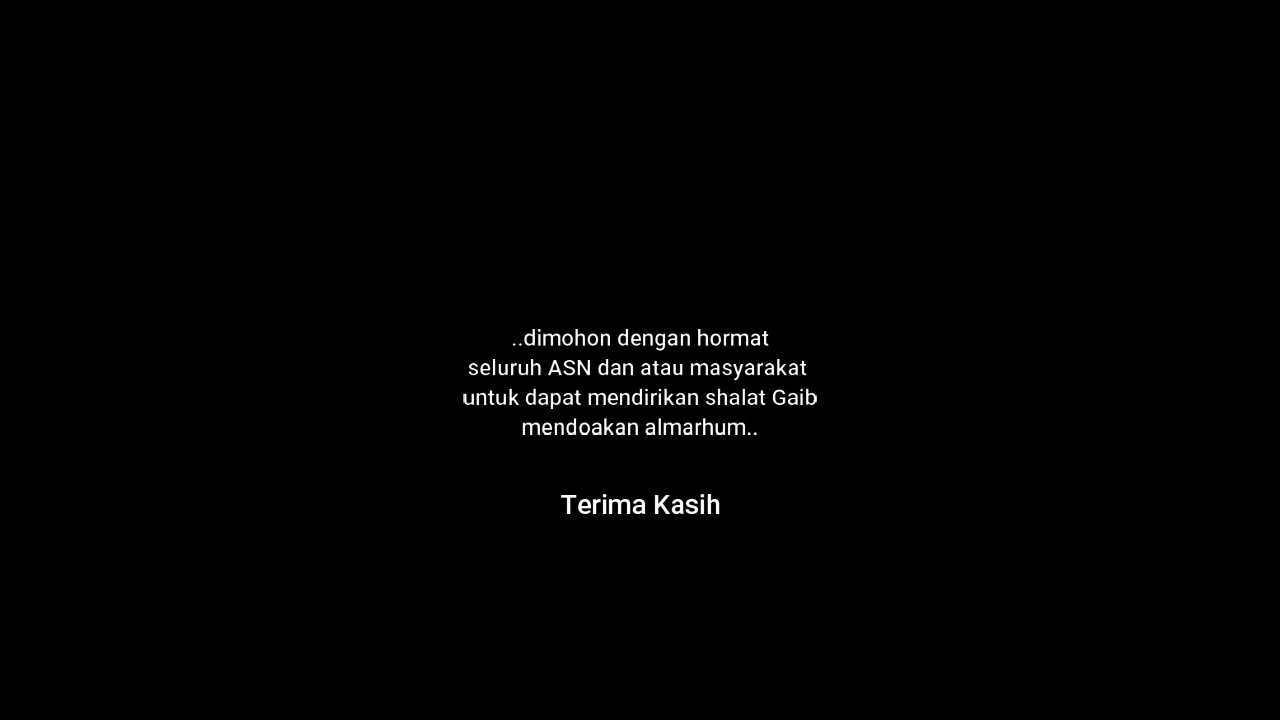 ..dimohon dengan hormat
seluruh ASN dan atau masyarakat
untuk dapat mendirikan shalat Gaib
mendoakan almarhum..
Terima Kasih